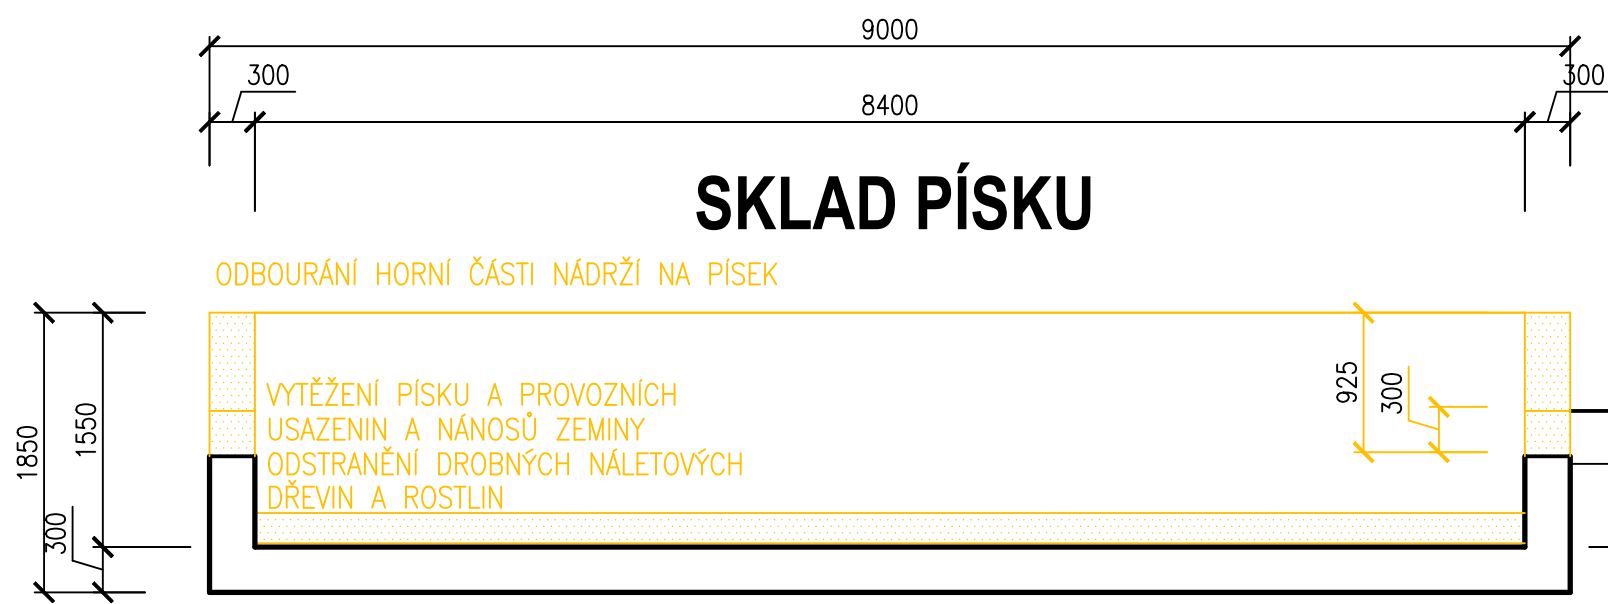 9000
300
300
8400
SKLAD PÍSKU
ODBOURÁNÍ HORNÍ ČÁSTI NÁDRŽÍ NA PÍSEK
VYTĚŽENÍ PÍSKU A PROVOZNÍCH
USAZENIN A NÁNOSŮ ZEMINY
ODSTRANĚNÍ DROBNÝCH NÁLETOVÝCH
DŘEVIN A ROSTLIN
925
300
1850
1550
300